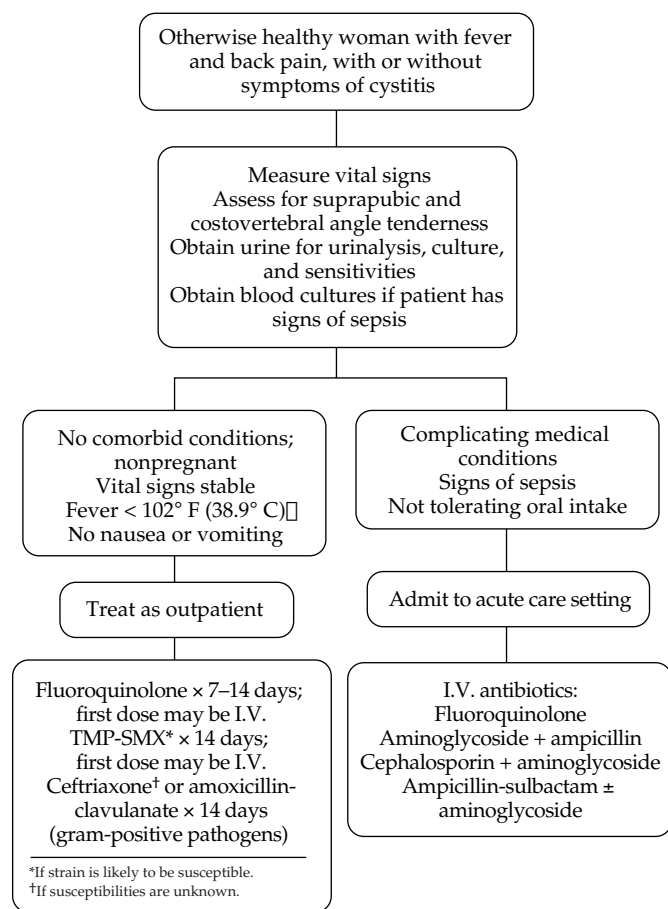 Otherwise healthy woman with fever
and back pain, with or without
symptoms of cystitis
Measure vital signs
Assess for suprapubic and
costovertebral angle tenderness
Obtain urine for urinalysis, culture,
and sensitivities
Obtain blood cultures if patient has
signs of sepsis
No comorbid conditions;
nonpregnant
Vital signs stable
Fever < 102° F (38.9° C)▯
No nausea or vomiting
Complicating medical
conditions
Signs of sepsis
Not tolerating oral intake
Treat as outpatient
Admit to acute care setting
Fluoroquinolone × 7–14 days;
first dose may be I.V.
TMP-SMX* × 14 days;
first dose may be I.V.
Ceftriaxone† or amoxicillin-
clavulanate × 14 days
(gram-positive pathogens)
*If strain is likely to be susceptible.
†If susceptibilities are unknown.
I.V. antibiotics:
Fluoroquinolone
Aminoglycoside + ampicillin
Cephalosporin + aminoglycoside
Ampicillin-sulbactam ±
aminoglycoside